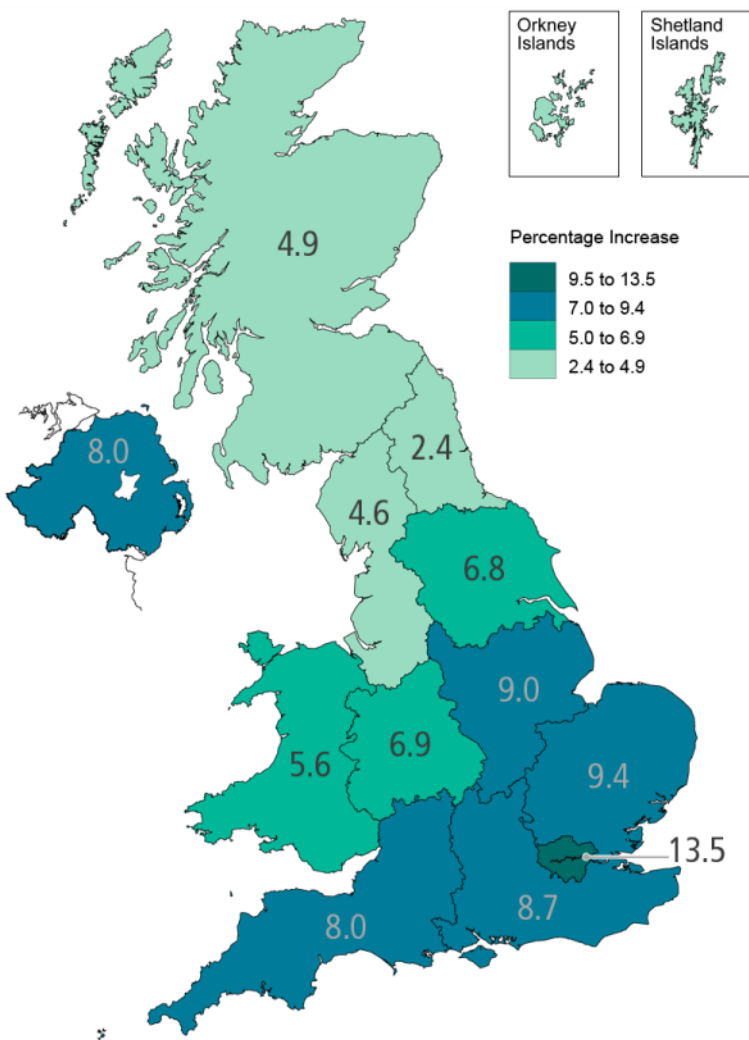 Orkney
Islands
Shetland
Islands
4.9
Percentage Increase
9.5 to 13.5
7.0 to 9.4
5.0 to 6.9
2.4 to 4.9
8.0
2.4
4.6
6.8
9.0
6.9
5.6
9.4
13.5
8.7
8.0